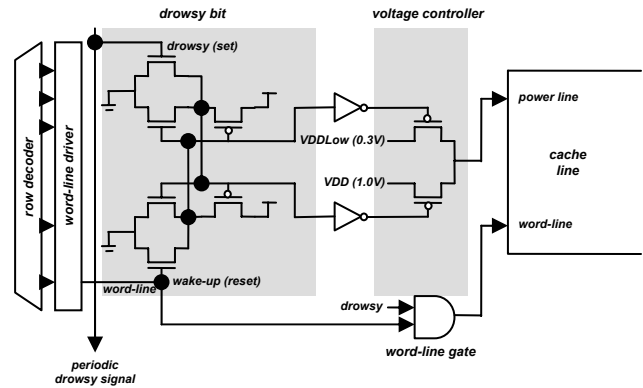 drowsy bit
voltage controller
drowsy (set)
row decoder
word-line driver
power line
VDDLow (0.3V)
cache
line
VDD (1.0V)
word-line
wake-up (reset)
word-line
drowsy
word-line gate
periodic
drowsy signal